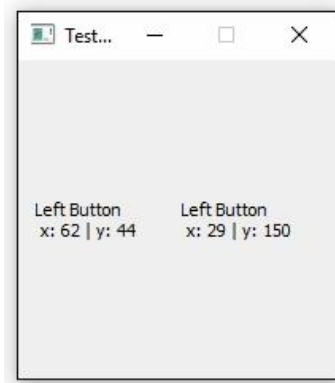 Test...
Left Button
x: 62 | y: 44
Left Button
x: 29 | y: 150